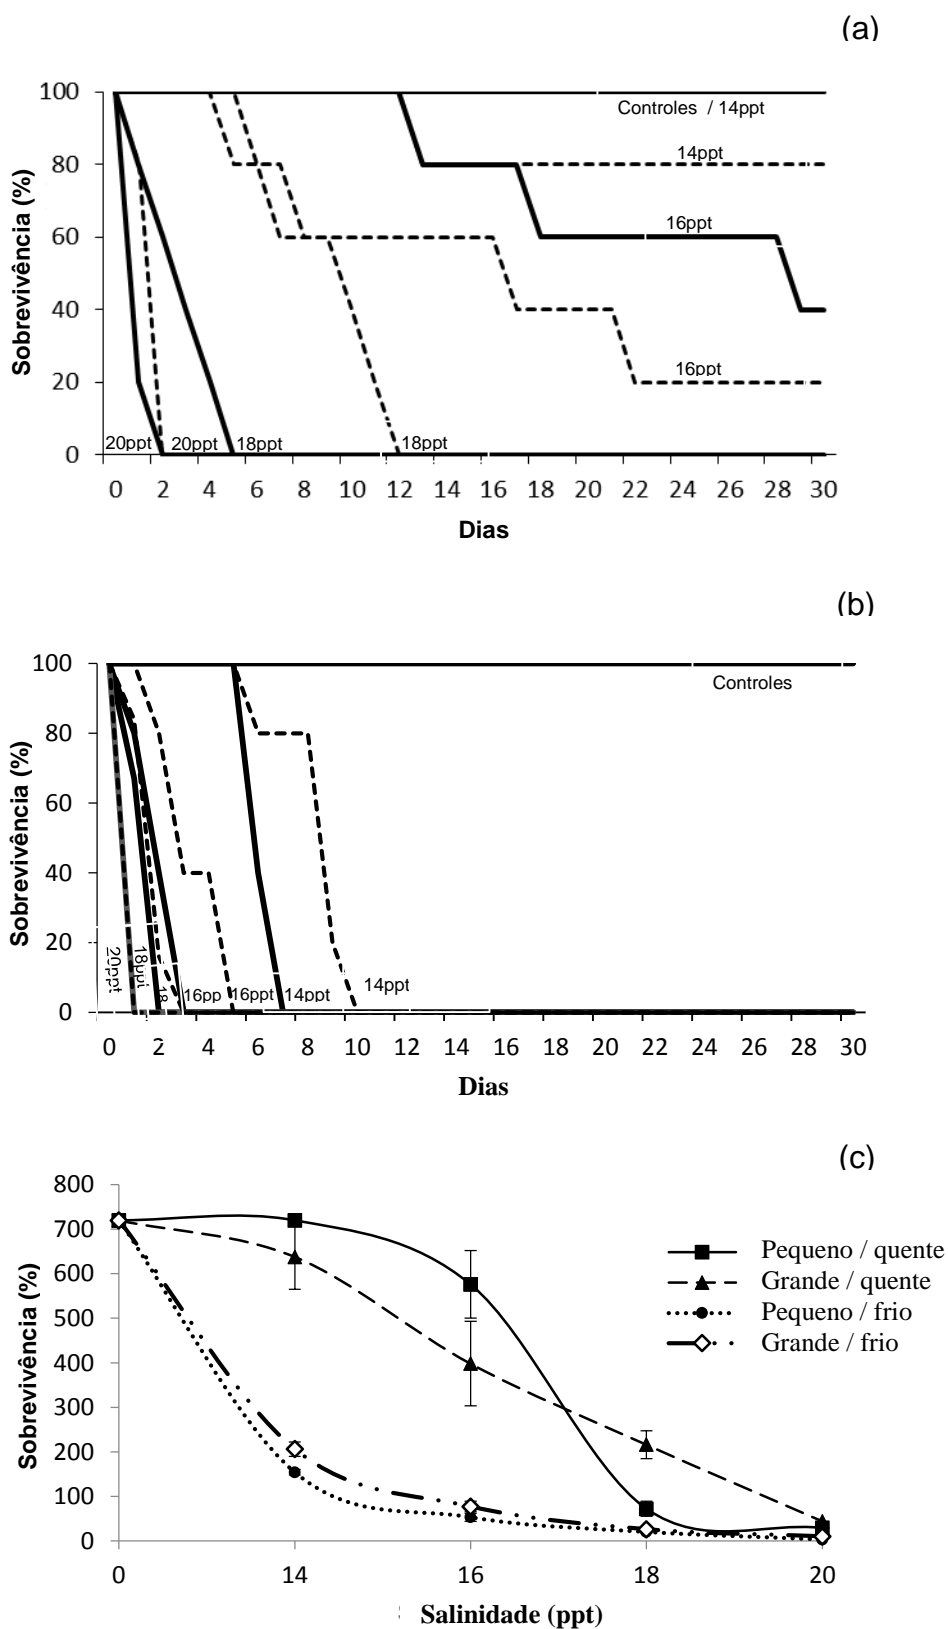 (a)
100
80
60
40
20
0
Sobrevivência (%)
Controles / 14ppt
14ppt
16ppt
16ppt
20ppt 20ppt 18ppt 18ppt
0 2 4 6 8 10 12 14 16 18 20 22 24 26 28 30
Dias
(b)
100
80
60
40
20
0
Sobrevivência (%)
Controles
20ppt 18ppt 18 16pp 16ppt 14ppt 14ppt
0 2 4 6 8 10 12 14 16 18 20 22 24 26 28 30
Dias
(c)
800
700
600
500
400
300
200
100
0
Sobrevivência (%)
Pequeno / quente
Grande / quente
Pequeno / frio
Grande / frio
0 14 16 18 20
Salinidade (ppt)